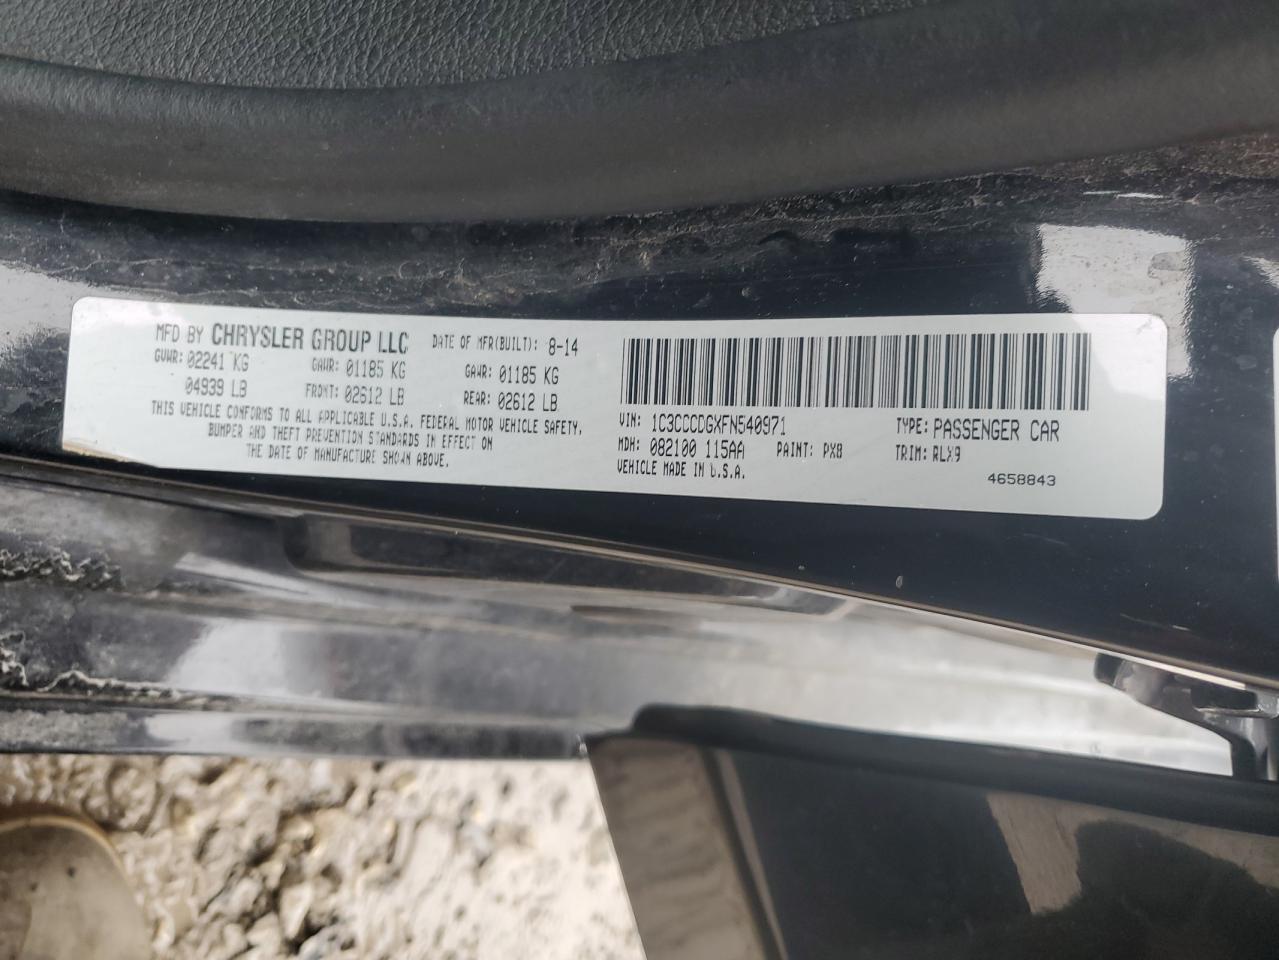 MFD BY CHRYSLER GROUP LLC DATE OF MFR(BUILT): 8-14
GVWR: 02241 KG GAWR: 01185 KG GAWR: 01185 KG
04939 LB FRONT: 02612 LB REAR: 02612 LB
THIS VEHICLE CONFORMS TO ALL APPLICABLE U.S.A. FEDERAL MOTOR VEHICLE SAFETY,
BUMPER AND THEFT PREVENTION STANDARDS IN EFFECT ON
THE DATE OF MANUFACTURE SHOWN ABOVE.
VIN: 1C3CCCDGXFN540971 TYPE: PASSENGER CAR
MDH: 082100 115AA PAINT: PX8 TRIM: RLX9
VEHICLE MADE IN U.S.A.
4658843